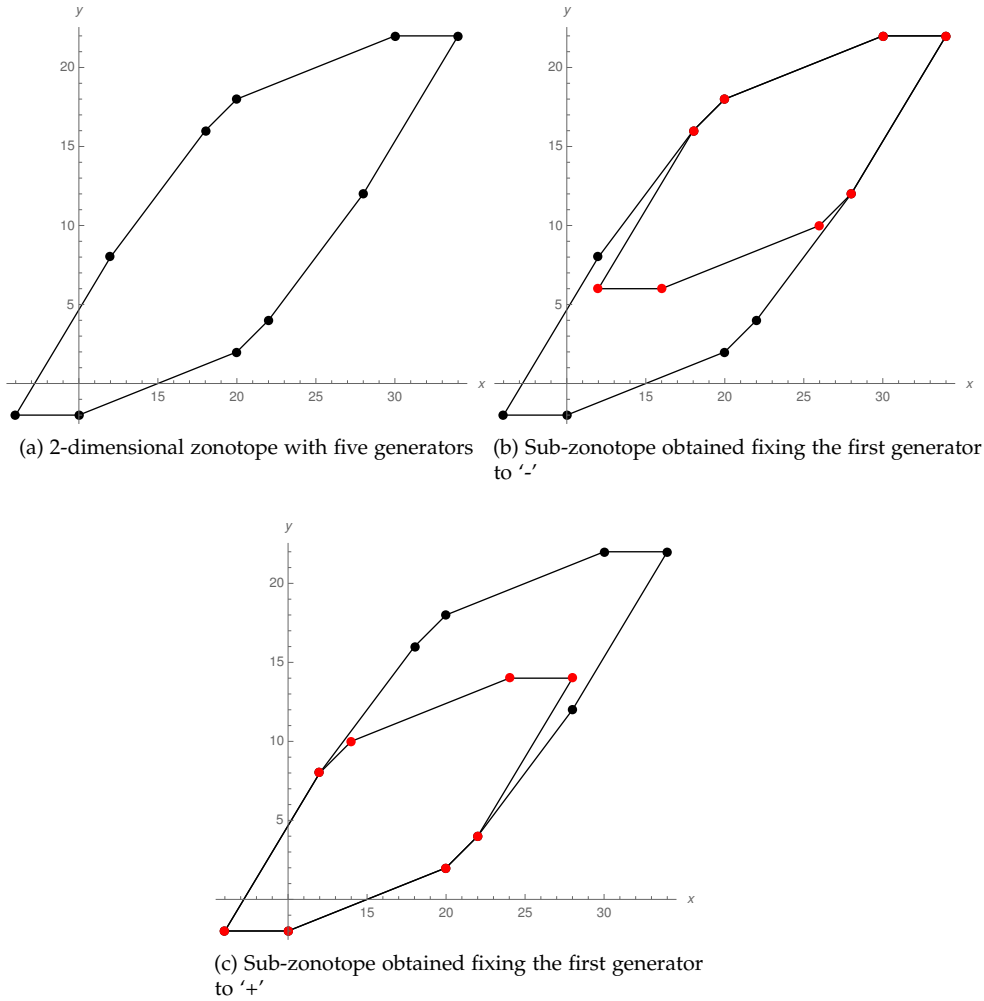 y
20
15
10
5
15
20
25
30
x
(a) 2-dimensional zonotope with five generators
y
20
15
10
5
15
20
25
30
x
(b) Sub-zonotope obtained fixing the first generator
to ‘-’
y
20
15
10
5
15
20
25
30
x
(c) Sub-zonotope obtained fixing the first generator
to ‘+’